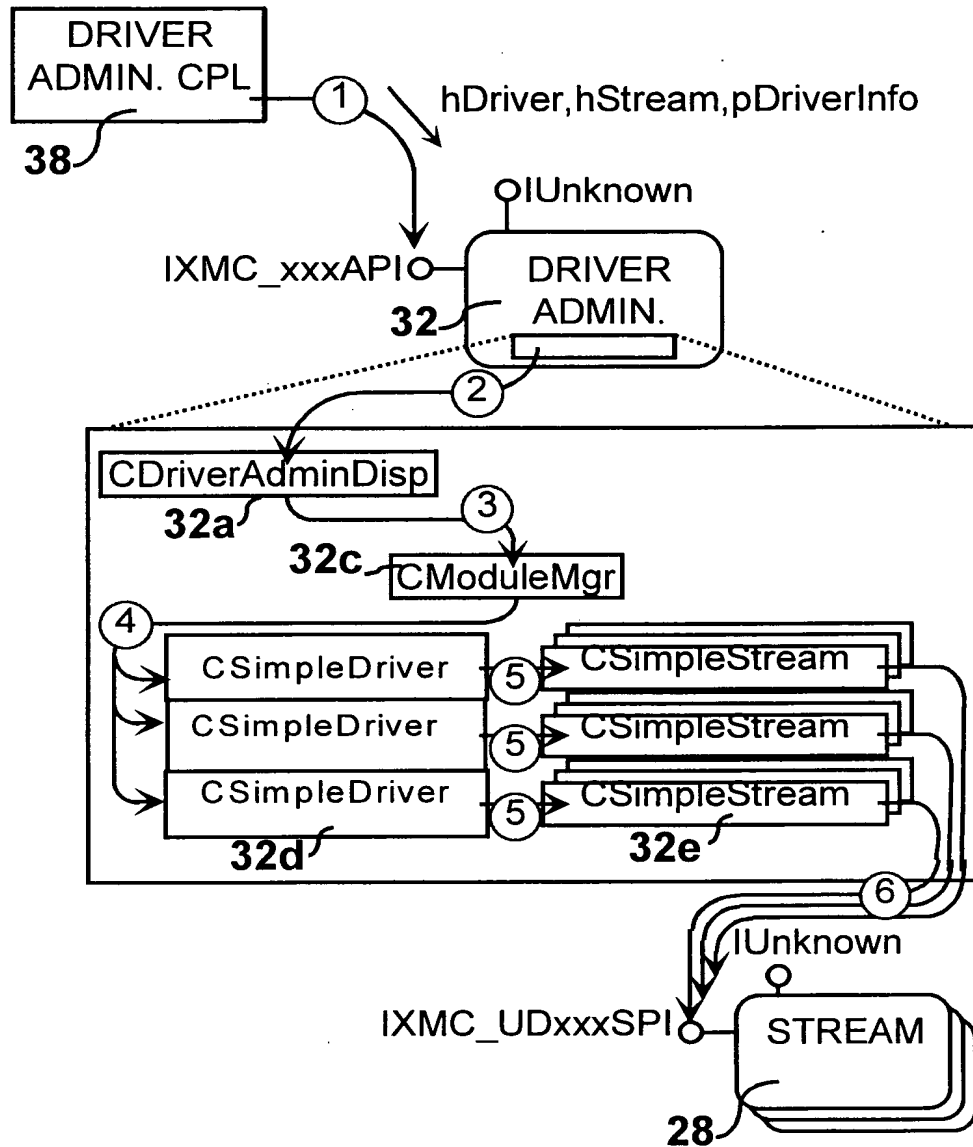 DRIVER
ADMIN. CPL
38
1
hDriver,hStream,pDriverInfo
IUnknown
IXMC_xxxAPI
DRIVER
ADMIN.
32
2
CDriverAdminDisp
32a
3
32c
CModuleMgr
4
CSimpleDriver
5
CSimpleStream
CSimpleDriver
5
CSimpleStream
CSimpleDriver
5
CSimpleStream
32d
32e
6
IUnknown
IXMC_UDxxxSPI
STREAM
28